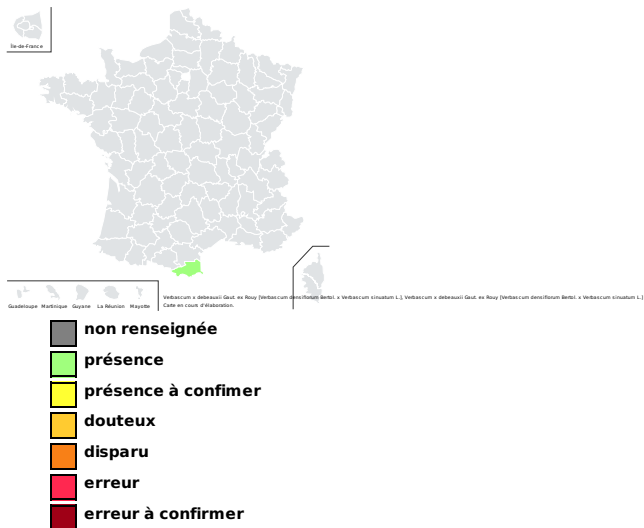 Île-de-France
Guadeloupe Martinique Guyane La Réunion Mayotte
Verbascum x debeauxii Gaut. ex Rouy [Verbascum densiflorum Bertol. x Verbascum sinuatum L.], Verbascum x debeauxii Gaut. ex Rouy [Verbascum densiflorum Bertol. x Verbascum sinuatum L.]
Carte en cours d'élaboration.
non renseignée
présence
présence à confimer
douteux
disparu
erreur
erreur à confirmer